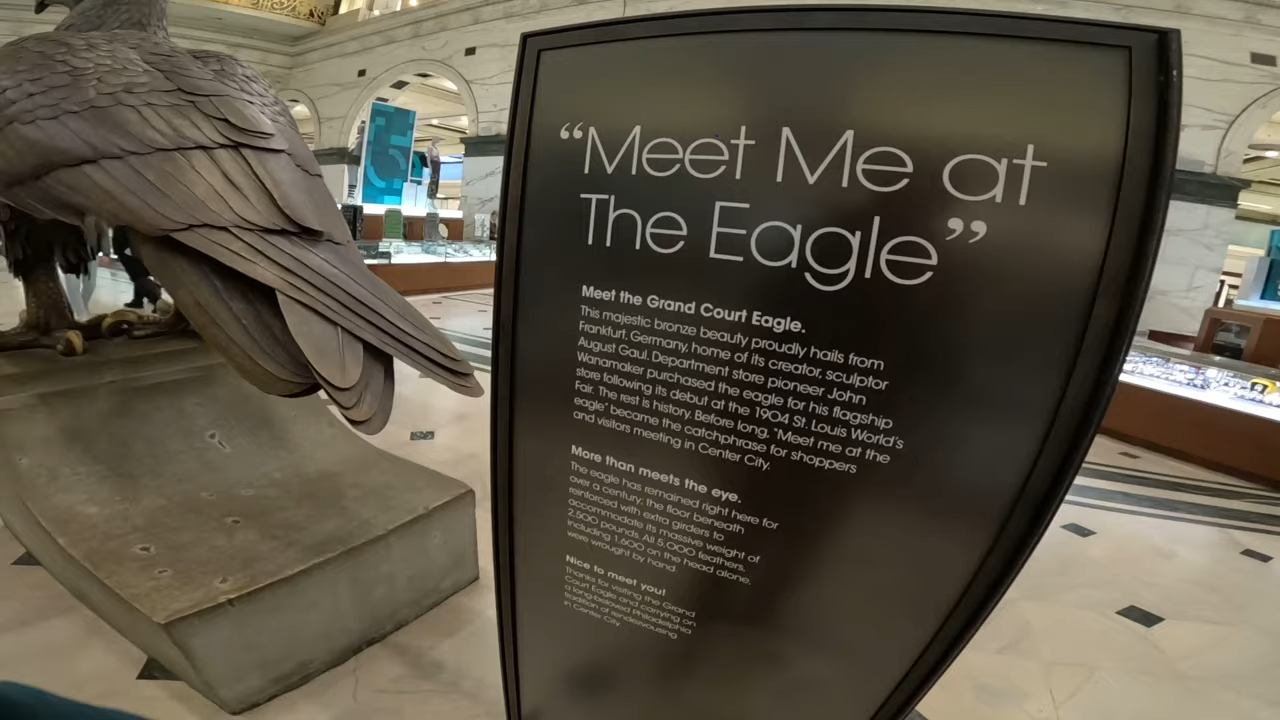 “Meet Me at
The Eagle”
Meet the Grand Court Eagle.
This majestic bronze beauty proudly hails from
Frankfurt, Germany, home of its creator, sculptor
August Gaul. Department store pioneer John
Wanamaker purchased the eagle for his flagship
store following its debut at the 1904 St. Louis World's
Fair. The rest is history. Before long, "Meet me at the
eagle" became the catchphrase for shoppers
and visitors meeting in Center City.
More than meets the eye.
The eagle has remained right here for
over a century; the floor beneath
reinforced with extra girders to
accommodate its massive weight of
2,500 pounds. All 5,000 feathers,
including 1,600 on the head alone,
were wrought by hand.
Nice to meet you!
Thanks for visiting the Grand
Court Eagle and carrying on
a long-beloved Philadelphia
tradition of rendezvousing
in Center City.